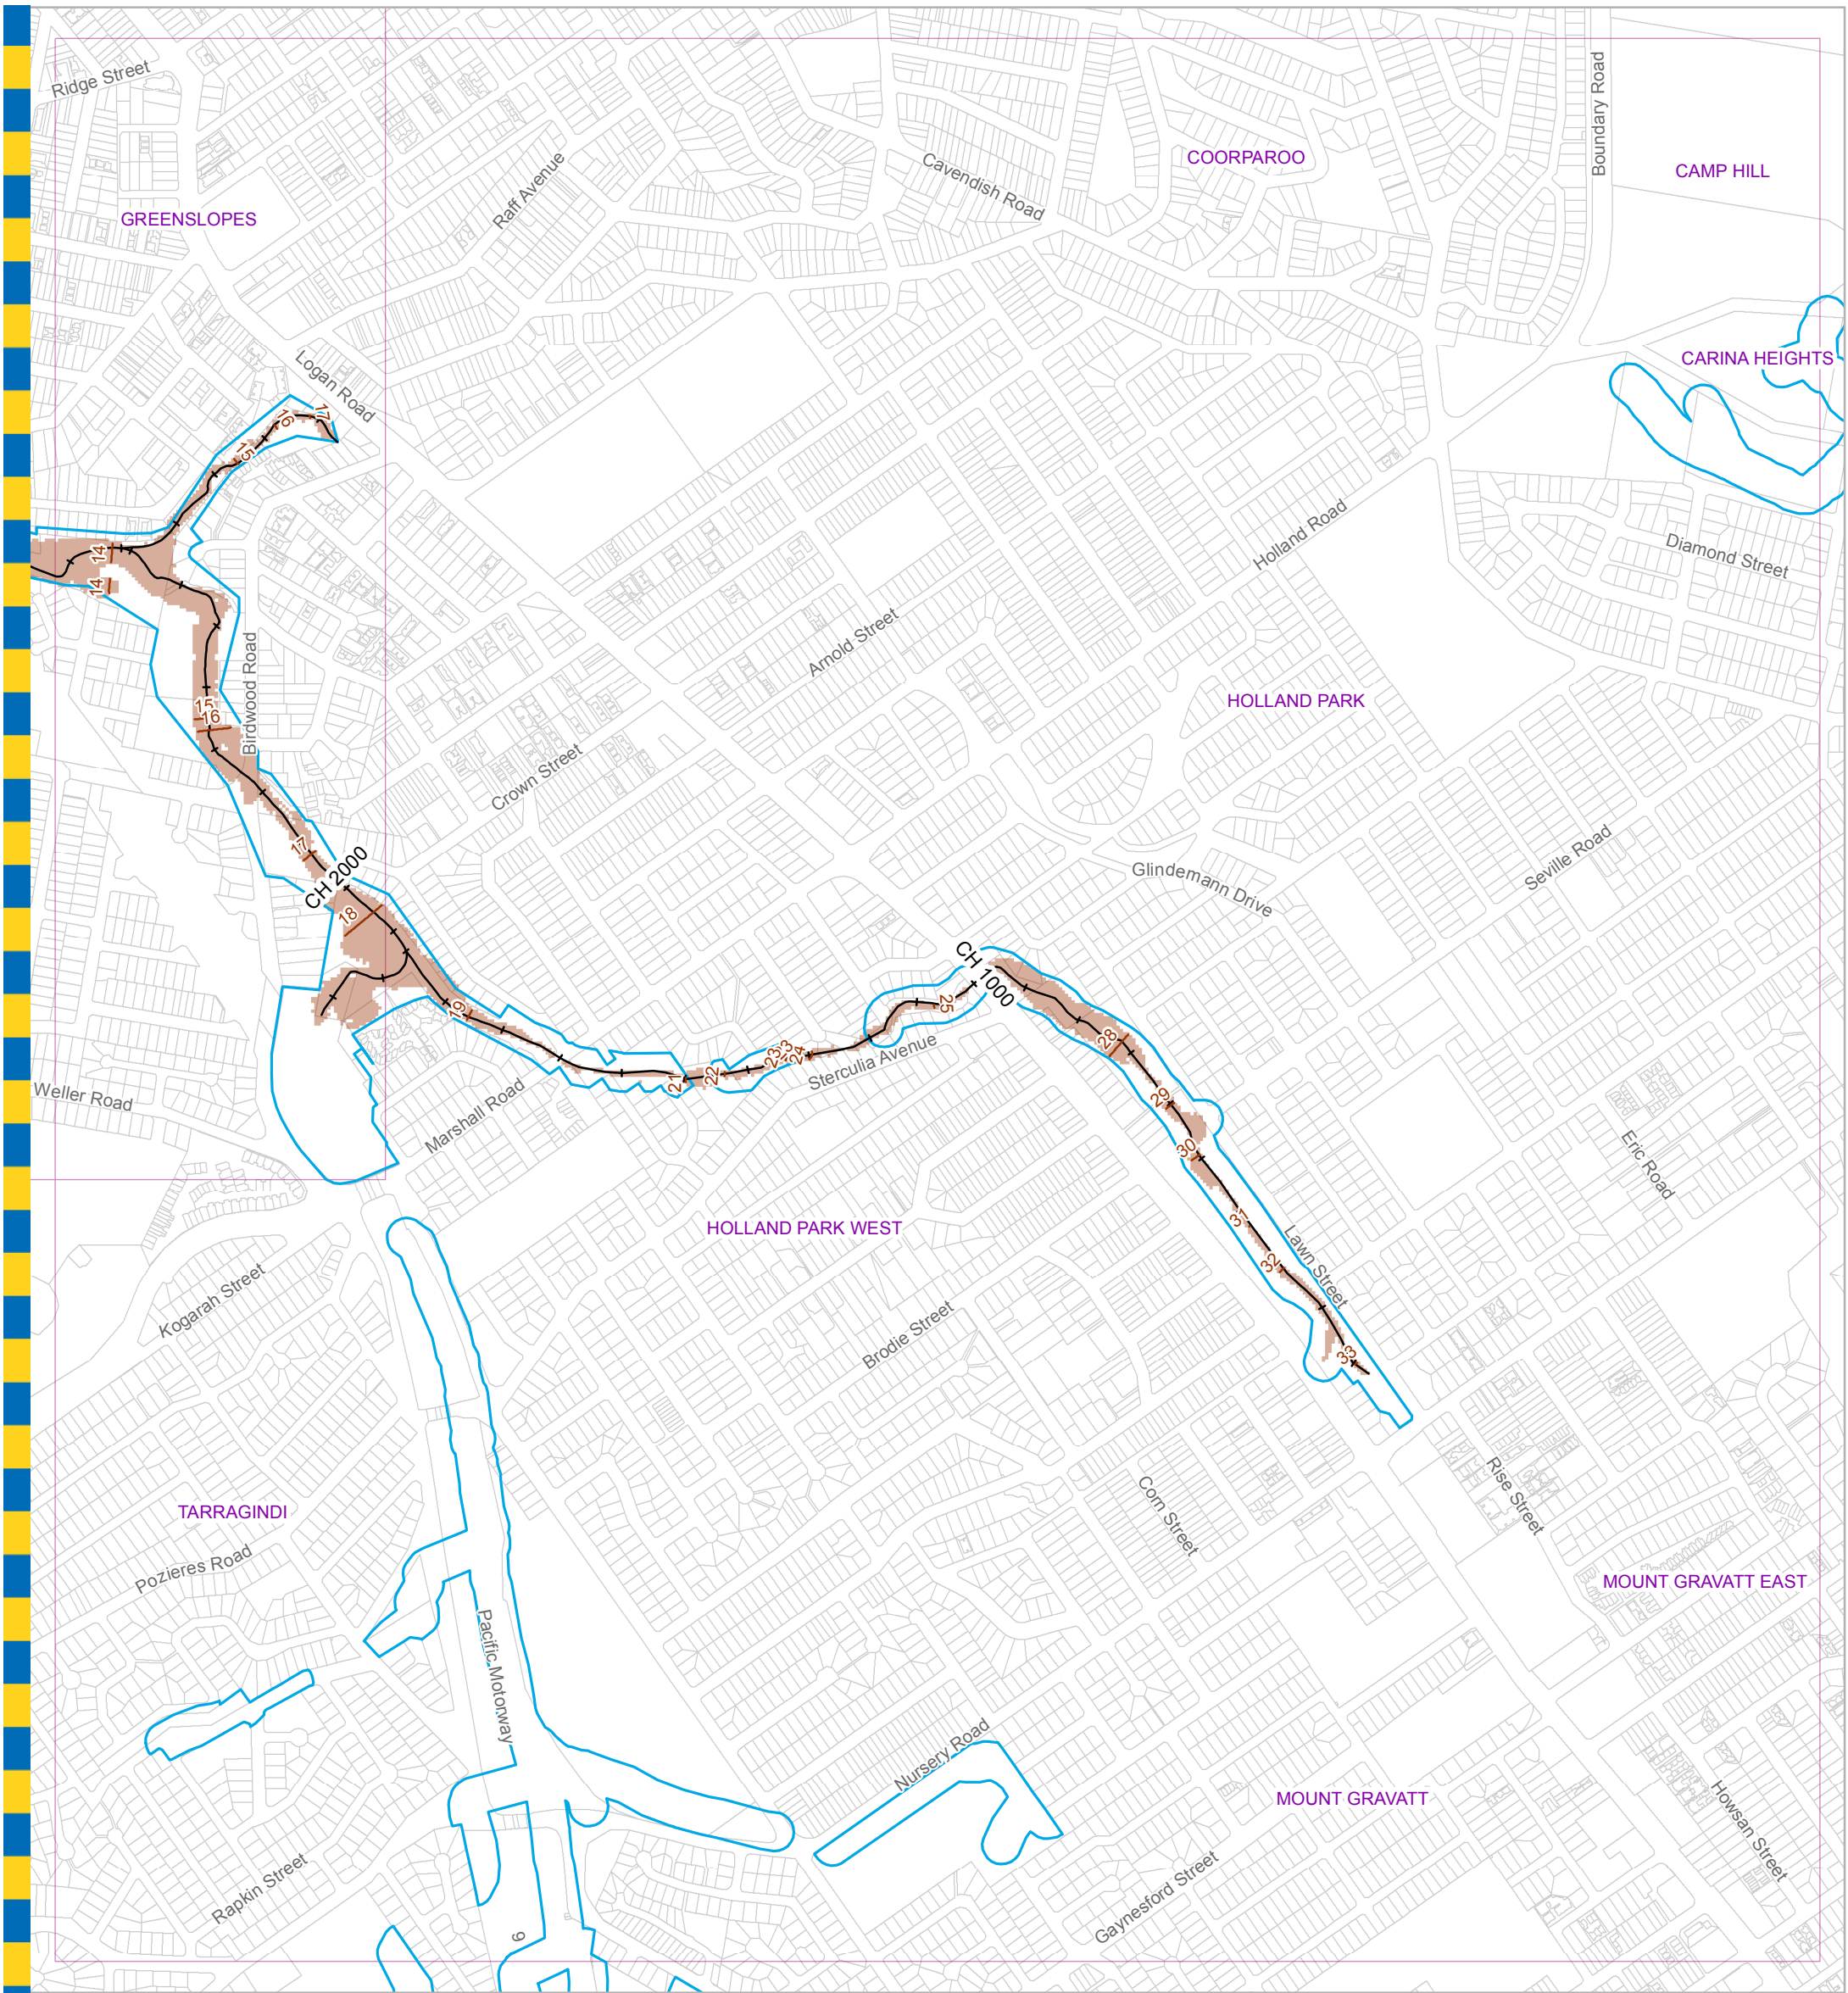 Ridge Street
Boundary Road
COORPAROO
CAMP HILL
Cavendish Road
Raff Avenue
GREENSLOPES
Logan Road
CARINA HEIGHTS
17
16
15
Holland Road
Diamond Street
14
14
Arnold Street
Birdwood Road
HOLLAND PARK
15
16
Crown Street
17
CH 2000
Seville Road
Glindemann Drive
18
CH 1000
25
19
28
23
23
24
Sterculia Avenue
21
22
29
Weller Road
Marshall Road
30
Eric Road
31
HOLLAND PARK WEST
32
Lawn Street
Kogarah Street
Brodie Street
33
TARRAGINDI
Corn Street
Rise Street
Pozieres Road
MOUNT GRAVATT EAST
Pacific Motorway
Nursery Road
MOUNT GRAVATT
Howsan Street
Rapkin Street
Gaynesford Street
9